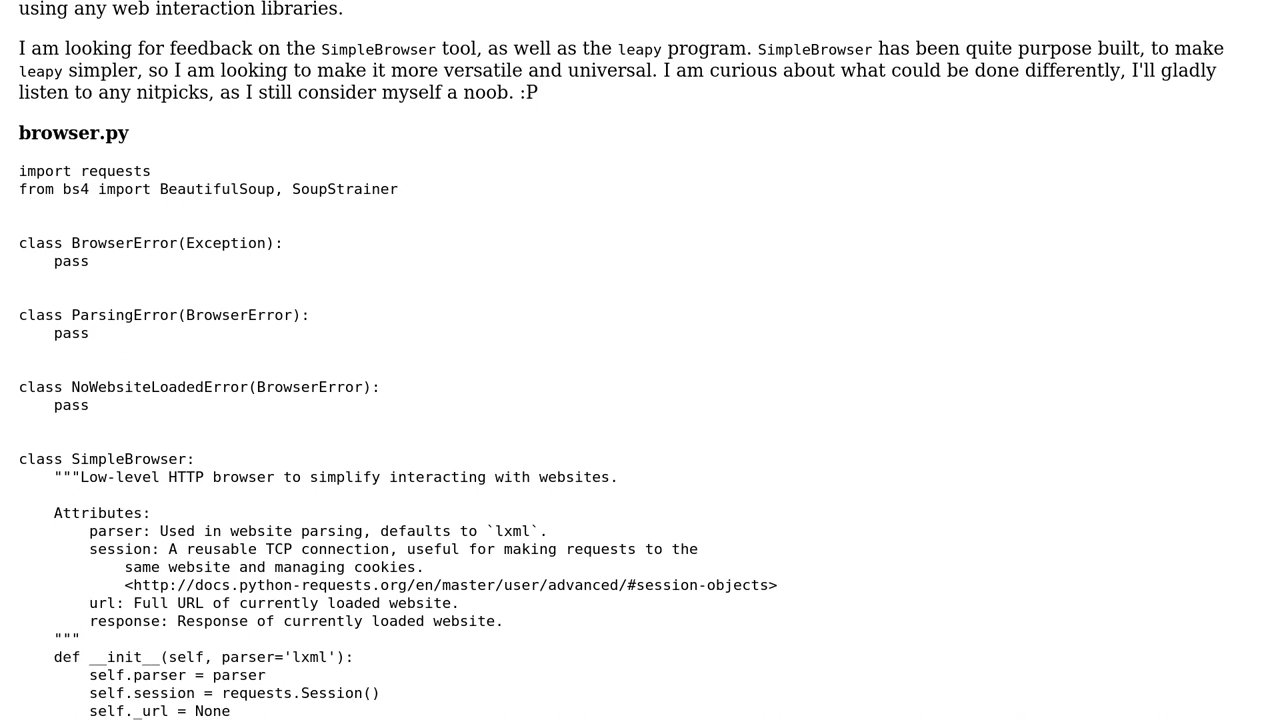 using any web interaction libraries.
I am looking for feedback on the SimpleBrowser tool, as well as the leapy program. SimpleBrowser has been quite purpose built, to make
leapy simpler, so I am looking to make it more versatile and universal. I am curious about what could be done differently, I'll gladly
listen to any nitpicks, as I still consider myself a noob. :P
browser.py
import requests
from bs4 import BeautifulSoup, SoupStrainer
class BrowserError(Exception):
    pass
class ParsingError(BrowserError):
    pass
class NoWebsiteLoadedError(BrowserError):
    pass
class SimpleBrowser:
    """Low-level HTTP browser to simplify interacting with websites.
    Attributes:
        parser: Used in website parsing, defaults to `lxml`.
        session: A reusable TCP connection, useful for making requests to the
            same website and managing cookies.
            <http://docs.python-requests.org/en/master/user/advanced/#session-objects>
        url: Full URL of currently loaded website.
        response: Response of currently loaded website.
    """
    def __init__(self, parser='lxml'):
        self.parser = parser
        self.session = requests.Session()
        self._url = None